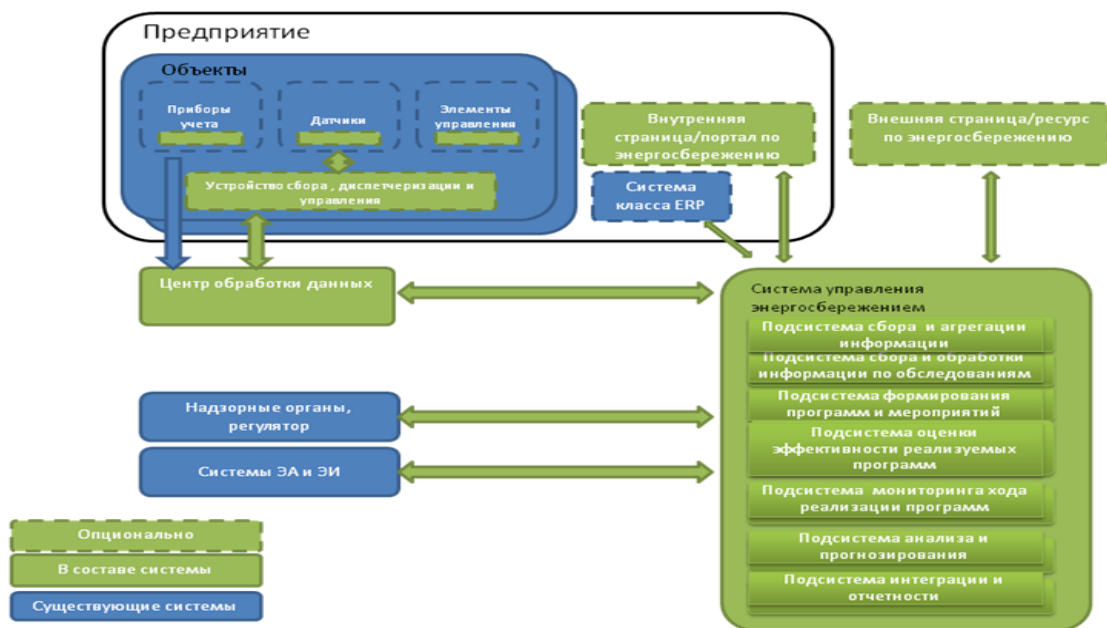 Предприятие
Объекты
Приборы
учета
Датчики
Элементы
управления
Устройство сбора , диспетчеризации и
управления
Внутренняя
страница/портал по
энергосбережению
Внешняя страница/ресурс
по энергосбережению
Система
класса ERP
Центр обработки данных
Надзорные органы,
регулятор
Системы ЭА и ЭИ
Система управления
энергосбережением
Подсистема сбора и агрегации
информации
Подсистема сбора и обработки
информации по обследованиям
Подсистема формирования
программ и мероприятий
Подсистема оценки
эффективности реализуемых
программ
Подсистема мониторинга хода
реализации программ
Подсистема анализа и
прогнозирования
Подсистема интеграции и
отчетности
Опционально
В составе системы
Существующие системы